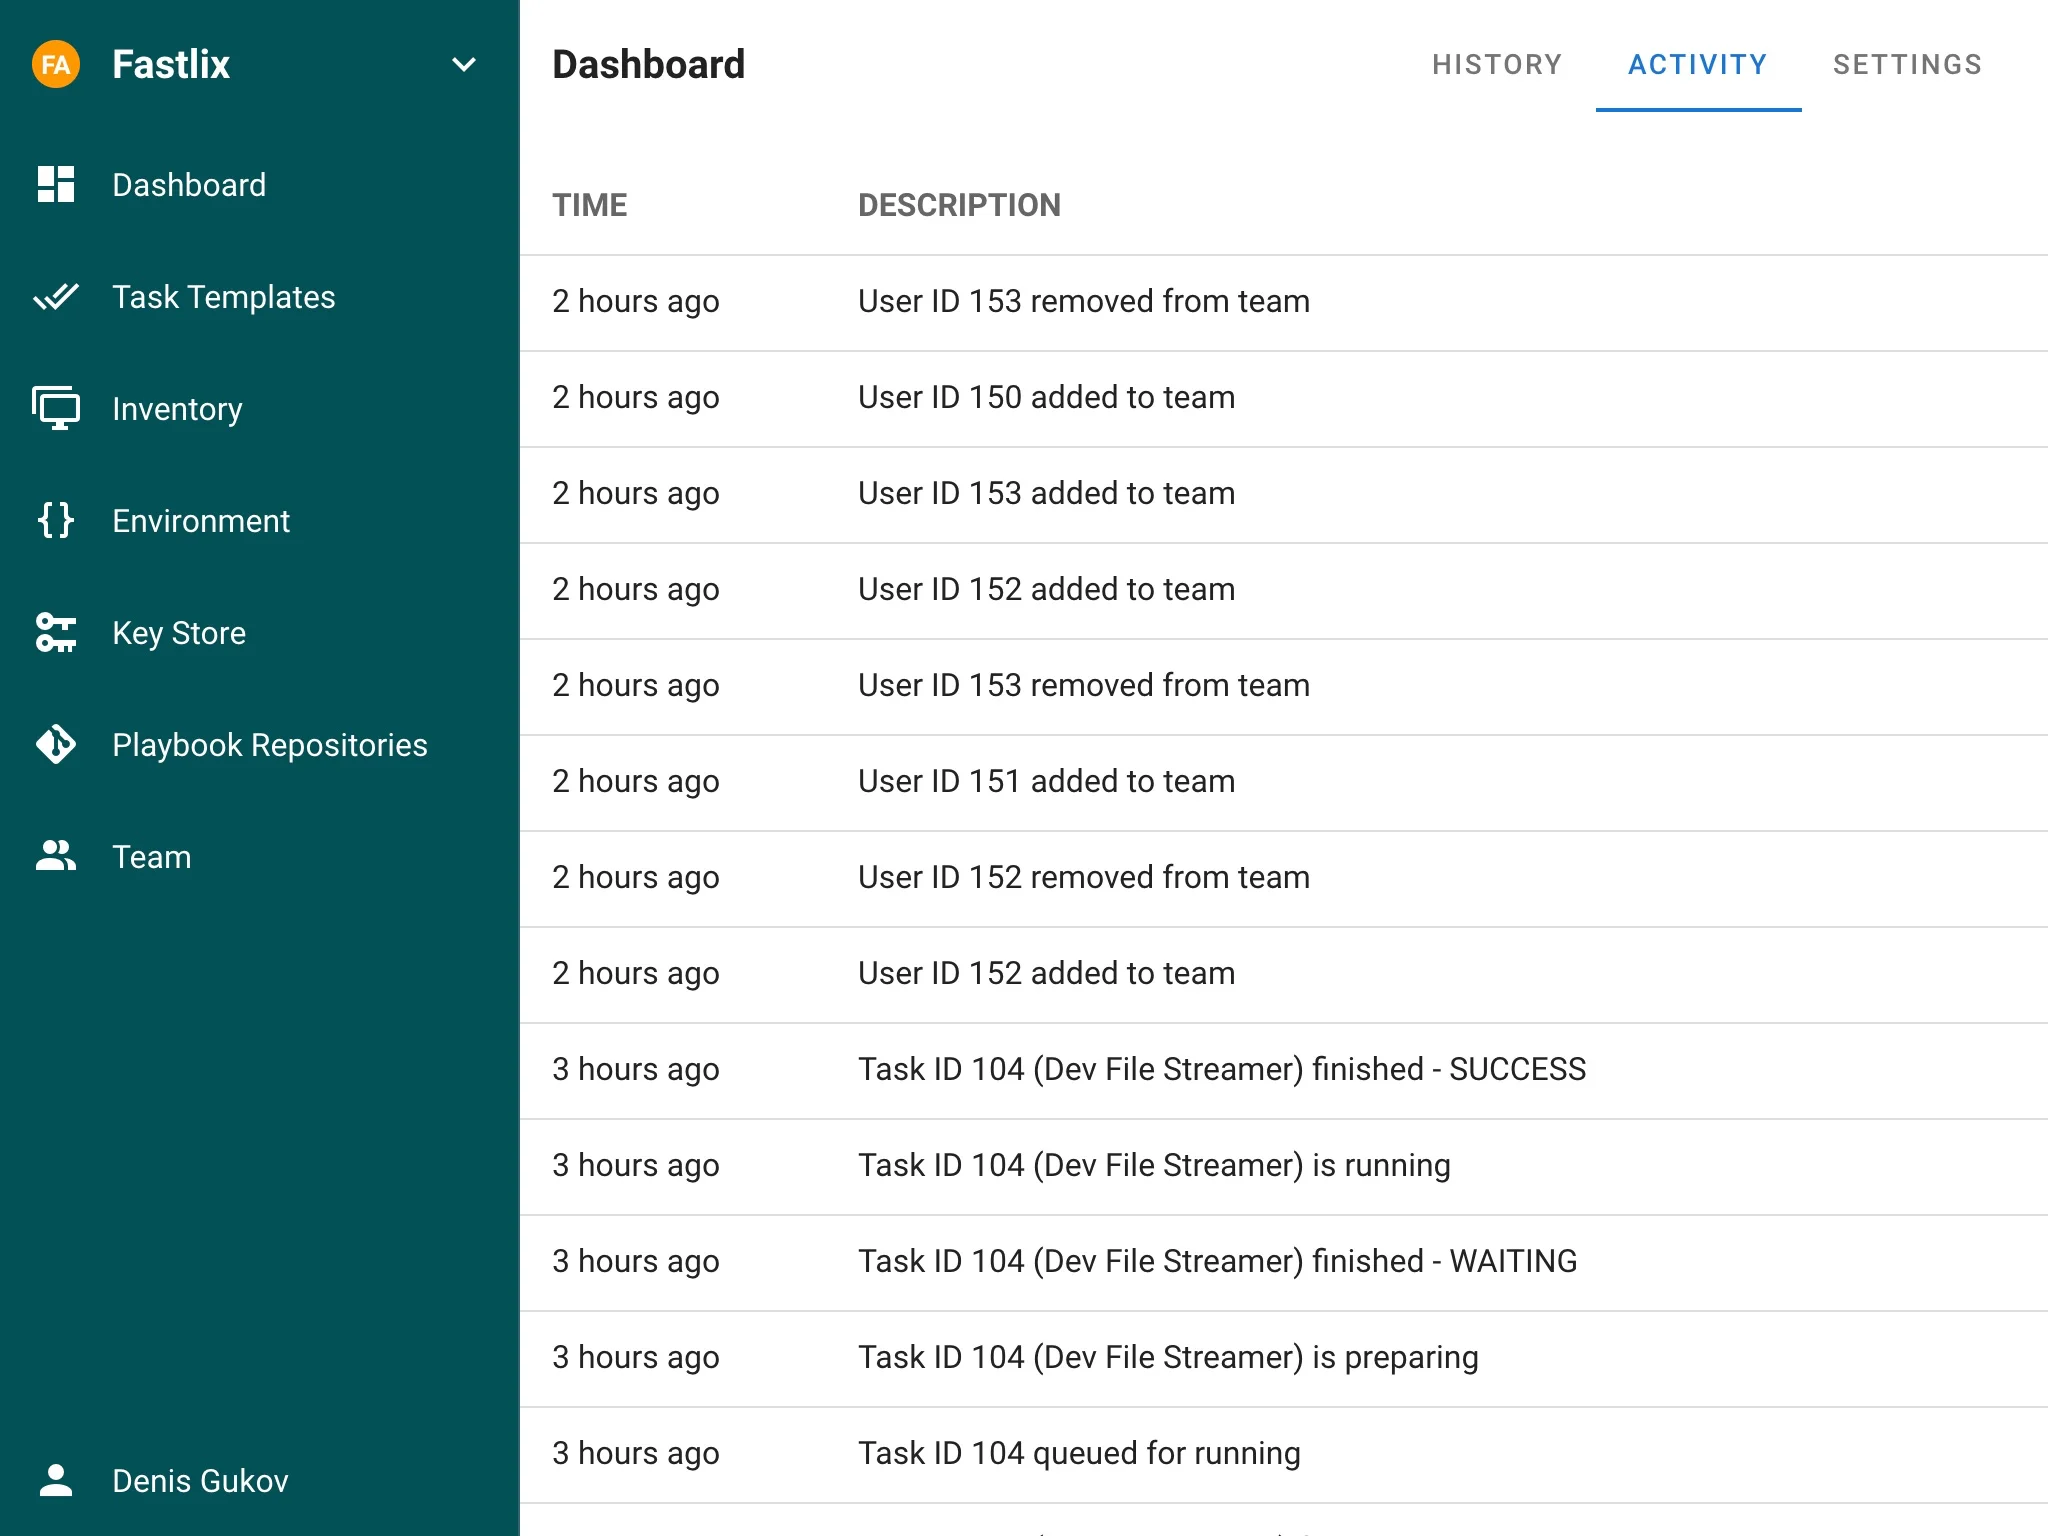 FA Fastlix
Dashboard
Task Templates
Inventory
Environment
Key Store
Playbook Repositories
Team
Denis Gukov
Dashboard HISTORY ACTIVITY SETTINGS
TIME DESCRIPTION
2 hours ago User ID 153 removed from team
2 hours ago User ID 150 added to team
2 hours ago User ID 153 added to team
2 hours ago User ID 152 added to team
2 hours ago User ID 153 removed from team
2 hours ago User ID 151 added to team
2 hours ago User ID 152 removed from team
2 hours ago User ID 152 added to team
3 hours ago Task ID 104 (Dev File Streamer) finished - SUCCESS
3 hours ago Task ID 104 (Dev File Streamer) is running
3 hours ago Task ID 104 (Dev File Streamer) finished - WAITING
3 hours ago Task ID 104 (Dev File Streamer) is preparing
3 hours ago Task ID 104 queued for running